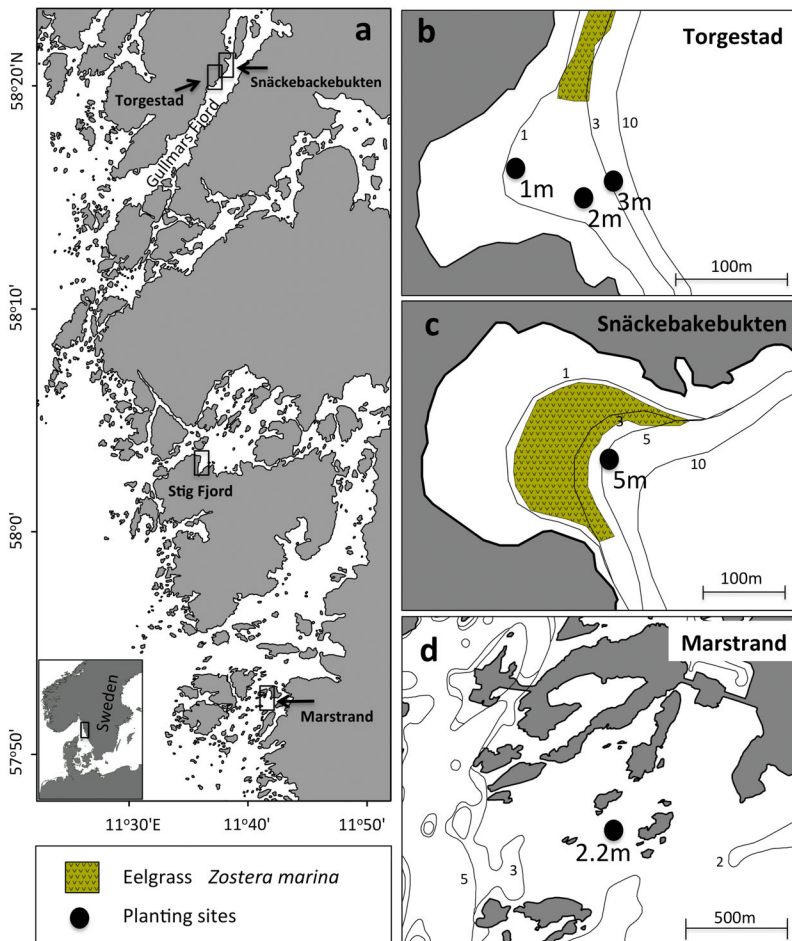 a
58°20'N
Torgestad
Snäckebackebukten
Gullmars Fjord
58°10'
Stig Fjord
58°0'
Marstrand
57°50'
Sweden
11°30'E
11°40'E
11°50'E
Eelgrass Zostera marina
Planting sites
b
Torgestad
1
3
10
1m
2m
3m
100m
c
Snäckebakebukten
1
3
5
10
5m
100m
d
Marstrand
2.2m
5
3
2
500m